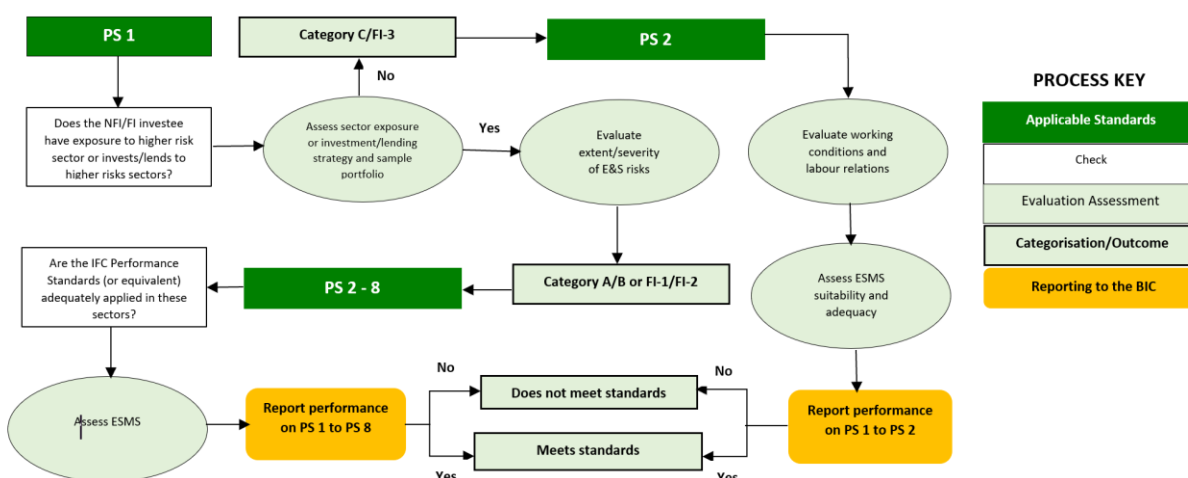 PS 1
Category C/FI-3
PS 2
No
Does the NFI/FI investee
have exposure to higher risk
sector or invests/lends to
higher risks sectors?
Assess sector exposure
or investment/lending
strategy and sample
portfolio
Yes
Evaluate
extent/severity
of E&S risks
Evaluate working
conditions and
labour relations
Are the IFC Performance
Standards (or equivalent)
adequately applied in these
sectors?
PS 2 - 8
Category A/B or FI-1/FI-2
Assess ESMS
suitability and
adequacy
Assess ESMS
Report performance
on PS 1 to PS 8
No
Yes
Does not meet standards
Meets standards
No
Yes
Report performance
on PS 1 to PS 2
PROCESS KEY
Applicable Standards
Check
Evaluation Assessment
Categorisation/Outcome
Reporting to the BIC